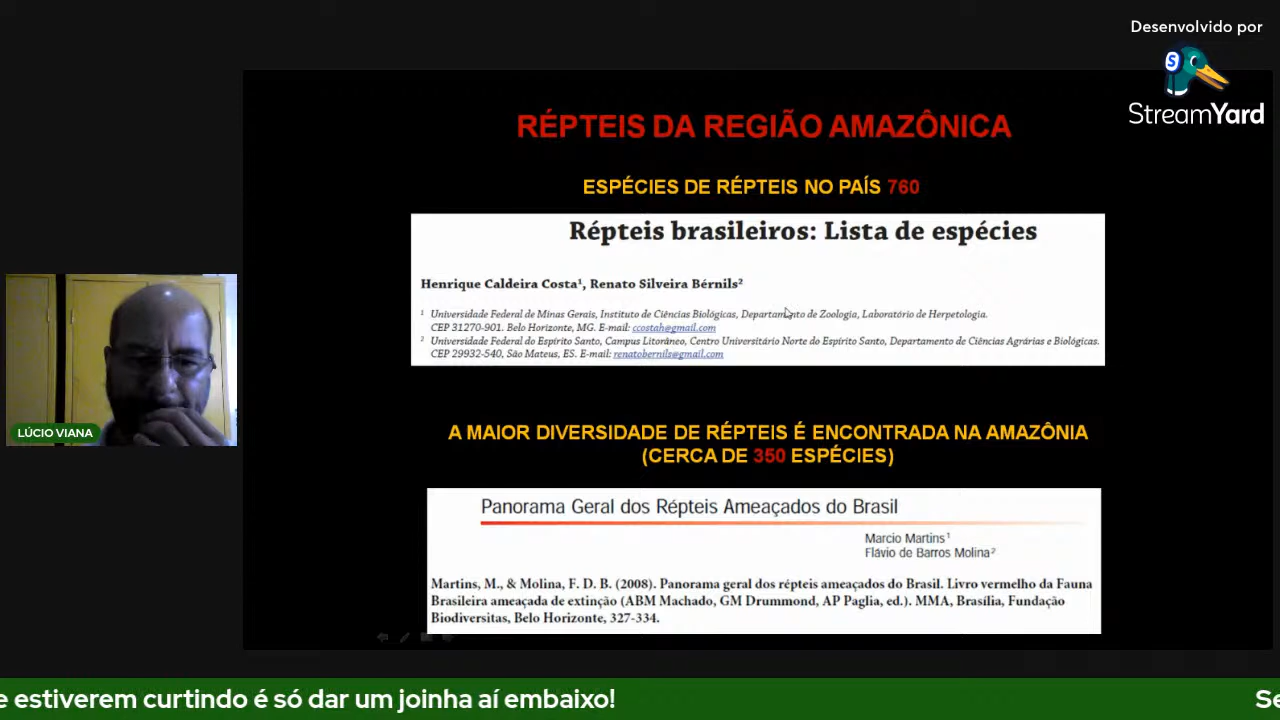 Desenvolvido por
StreamYard
RÉPTEIS DA REGIÃO AMAZÔNICA
ESPÉCIES DE RÉPTEIS NO PAÍS 760
Répteis brasileiros: Lista de espécies
Henrique Caldeira Costa¹, Renato Silveira Bérnils²
¹ Universidade Federal de Minas Gerais, Instituto de Ciências Biológicas, Departamento de Zoologia, Laboratório de Herpetologia.
CEP 31270-901. Belo Horizonte, MG. E-mail: ccostah@gmail.com
² Universidade Federal do Espírito Santo, Campus Litorâneo, Centro Universitário Norte do Espírito Santo, Departamento de Ciências Agrárias e Biológicas.
CEP 29932-540, São Mateus, ES. E-mail: renatobernils@gmail.com
LÚCIO VIANA
A MAIOR DIVERSIDADE DE RÉPTEIS É ENCONTRADA NA AMAZÔNIA
(CERCA DE 350 ESPÉCIES)
Panorama Geral dos Répteis Ameaçados do Brasil
Marcio Martins¹
Flávio de Barros Molina²
Martins, M., & Molina, F. D. B. (2008). Panorama geral dos répteis ameaçados do Brasil. Livro vermelho da Fauna
Brasileira ameaçada de extinção (ABM Machado, GM Drummond, AP Paglia, ed.). MMA, Brasília, Fundação
Biodiversitas, Belo Horizonte, 327-334.
e estiverem curtindo é só dar um joinha aí embaixo! Se